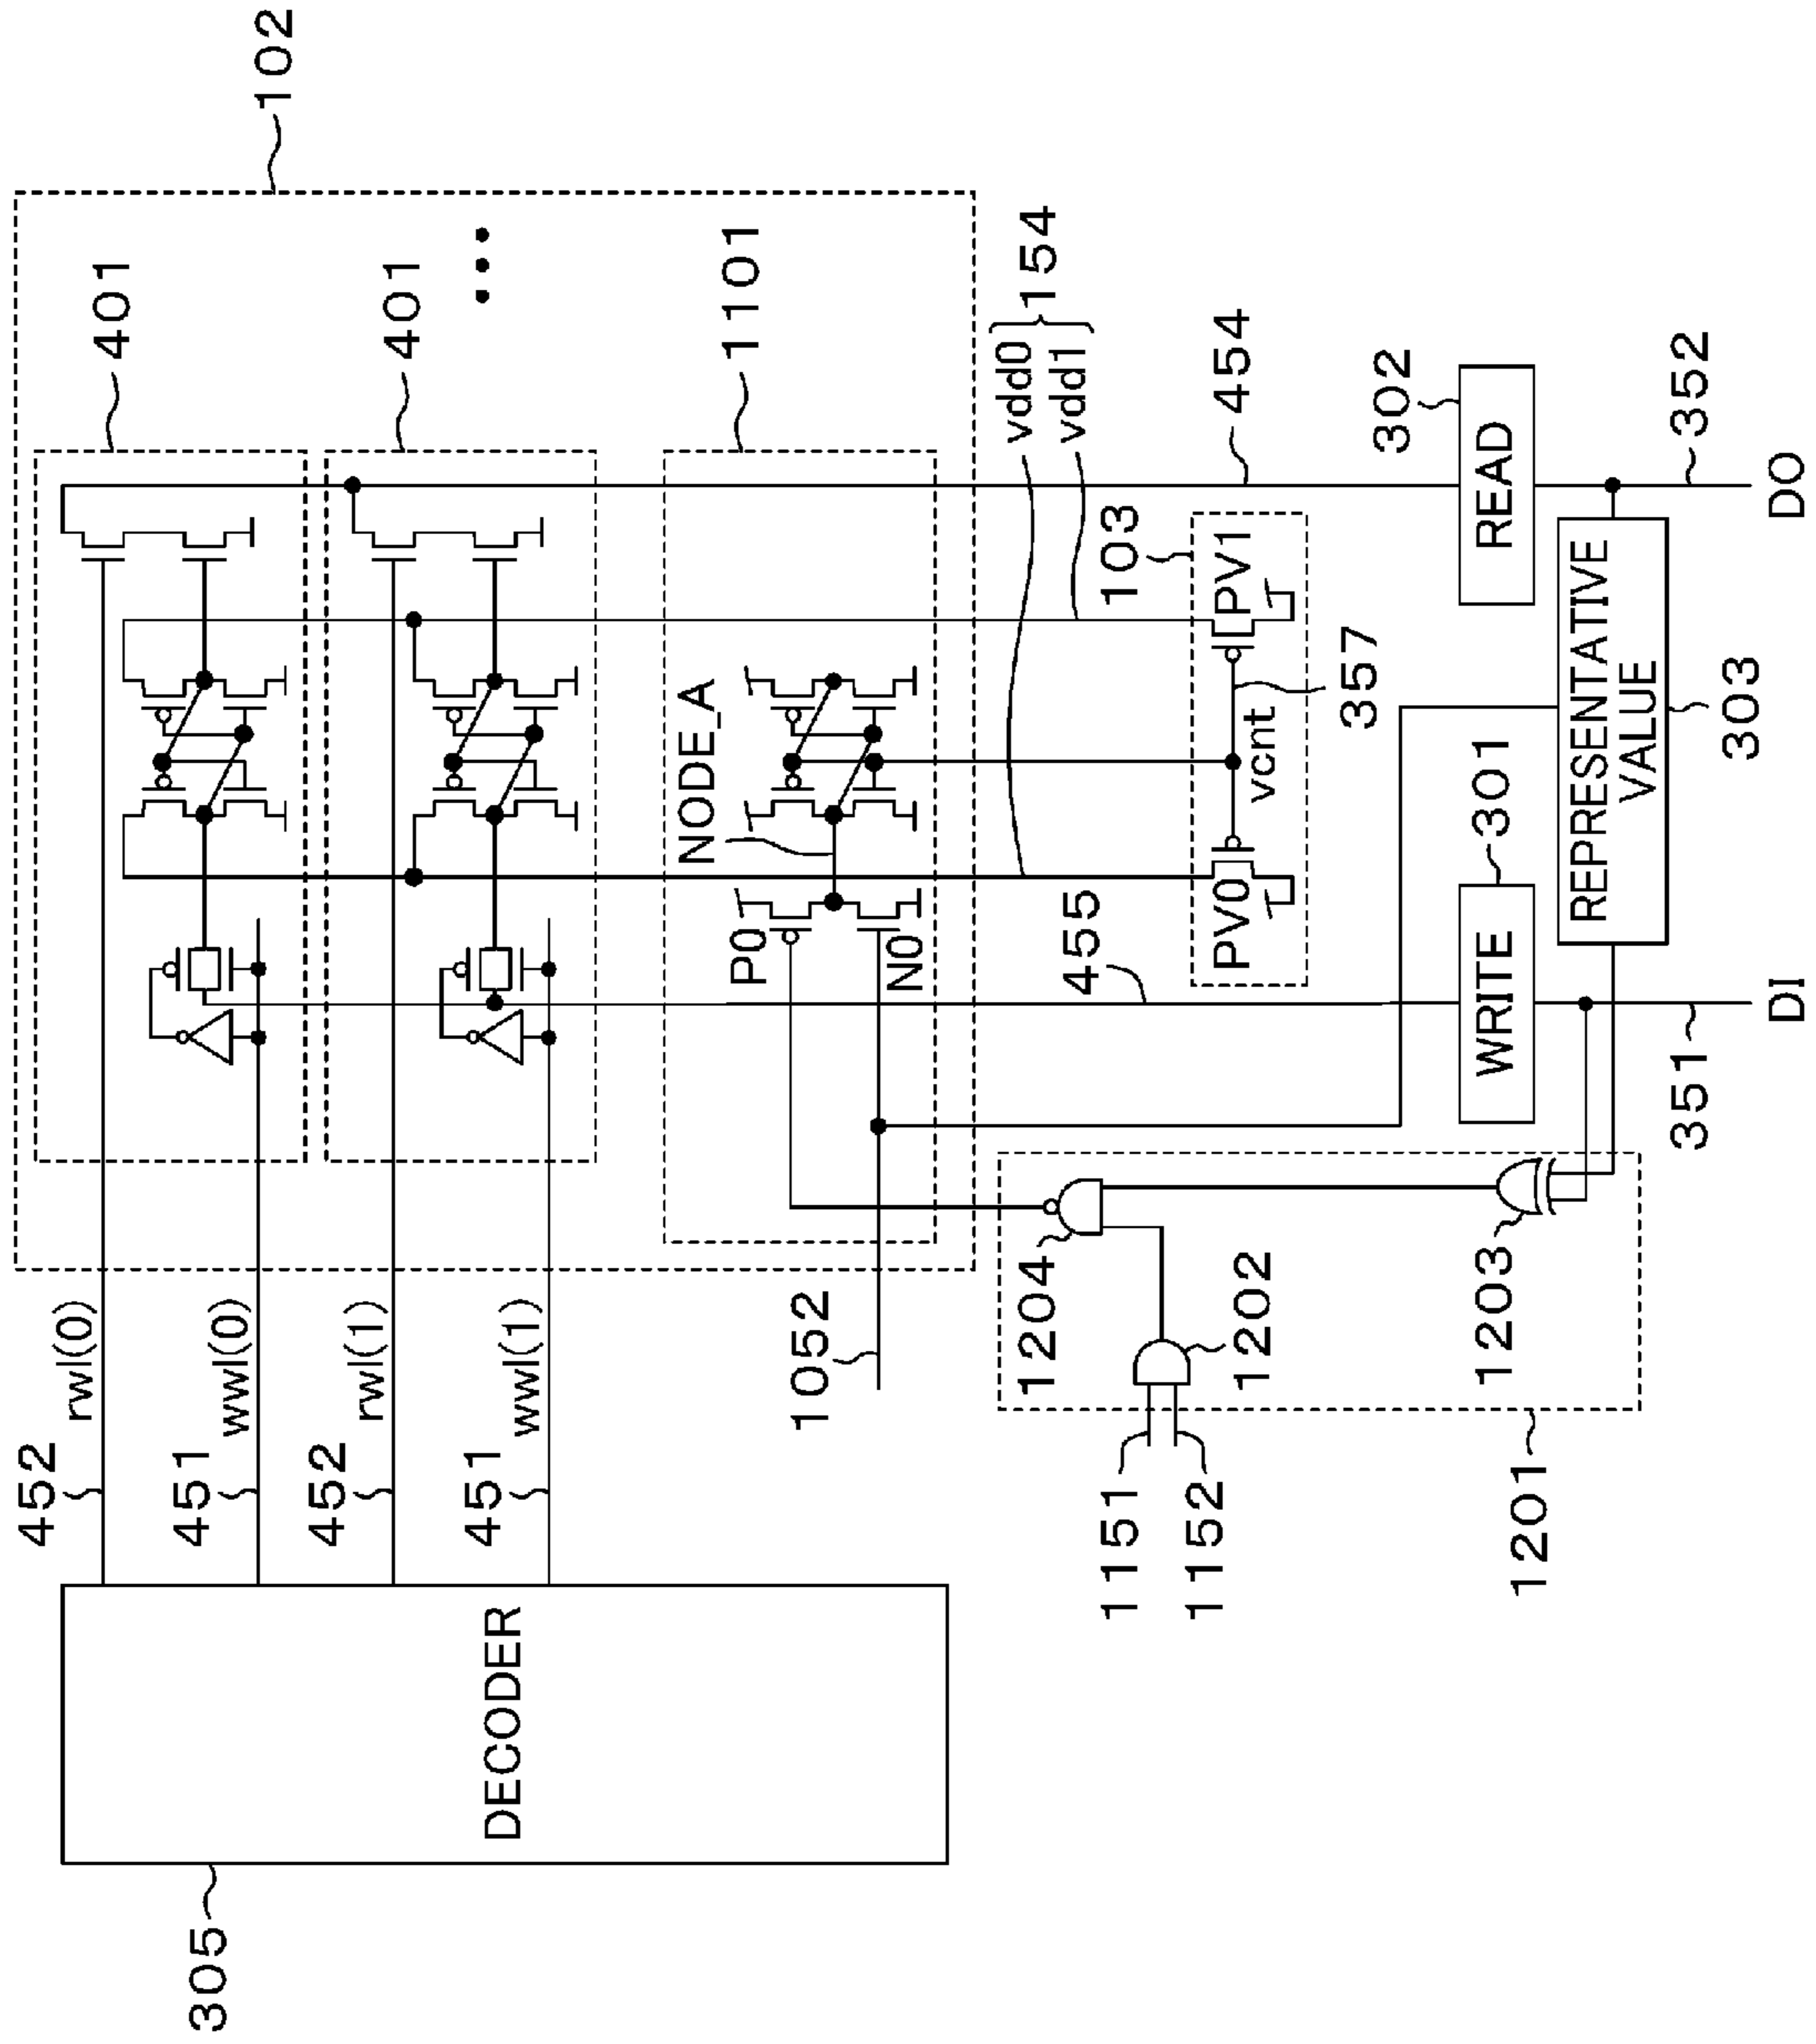 305
DECODER
452
rwl(0)
451
wwl(0)
452
rwl(1)
451
wwl(1)
102
401
401
1101
NODE_A
P0
N0
1052
vdd0
vdd1
154
454
455
103
PV0
PV1
vcnt
357
1151
1152
1202
1204
1203
1201
WRITE
301
READ
302
REPRESENTATIVE
VALUE
303
351
DI
352
DO